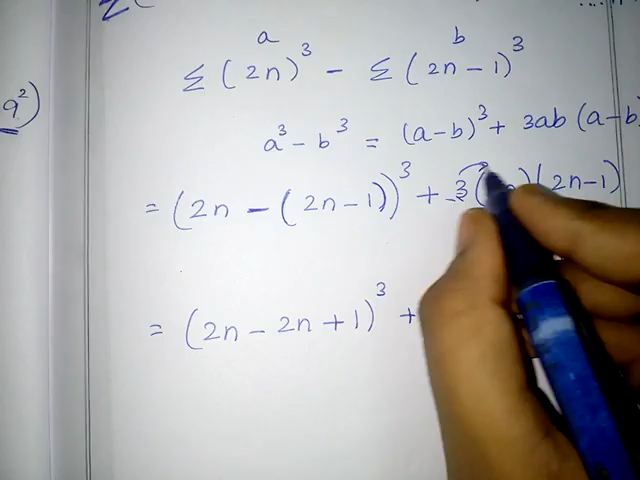 a b
Σ (2n)³ − Σ (2n − 1)³
9²)
a³ − b³ = (a−b)³ + 3ab (a−b
= (2n − (2n − 1))³ + 3( )(2n−1)
= (2n − 2n + 1)³ +